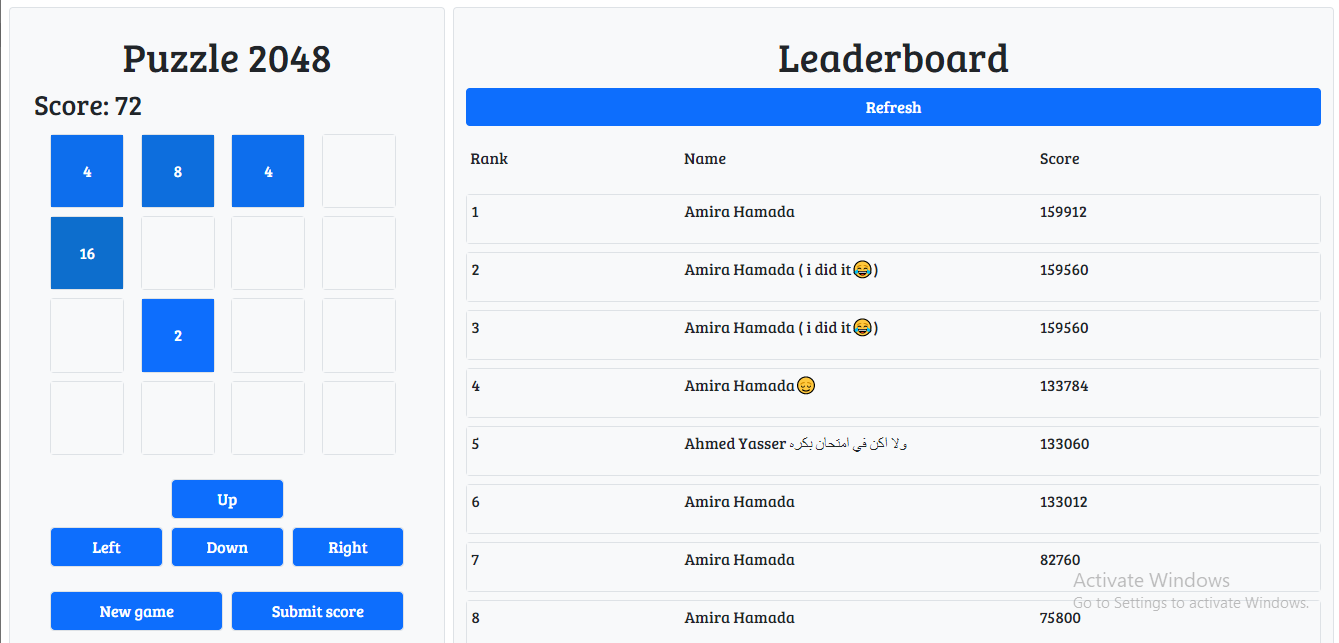 Puzzle 2048
Score: 72
4 8 4
16
2
Up
Left Down Right
New game Submit score
Leaderboard
Refresh
Rank Name Score
1 Amira Hamada 159912
2 Amira Hamada ( i did it😂) 159560
3 Amira Hamada ( i did it😂) 159560
4 Amira Hamada😌 133784
5 Ahmed Yasser ولا اكن في امتحان بكره 133060
6 Amira Hamada 133012
7 Amira Hamada 82760
8 Amira Hamada 75800
Activate Windows
Go to Settings to activate Windows.